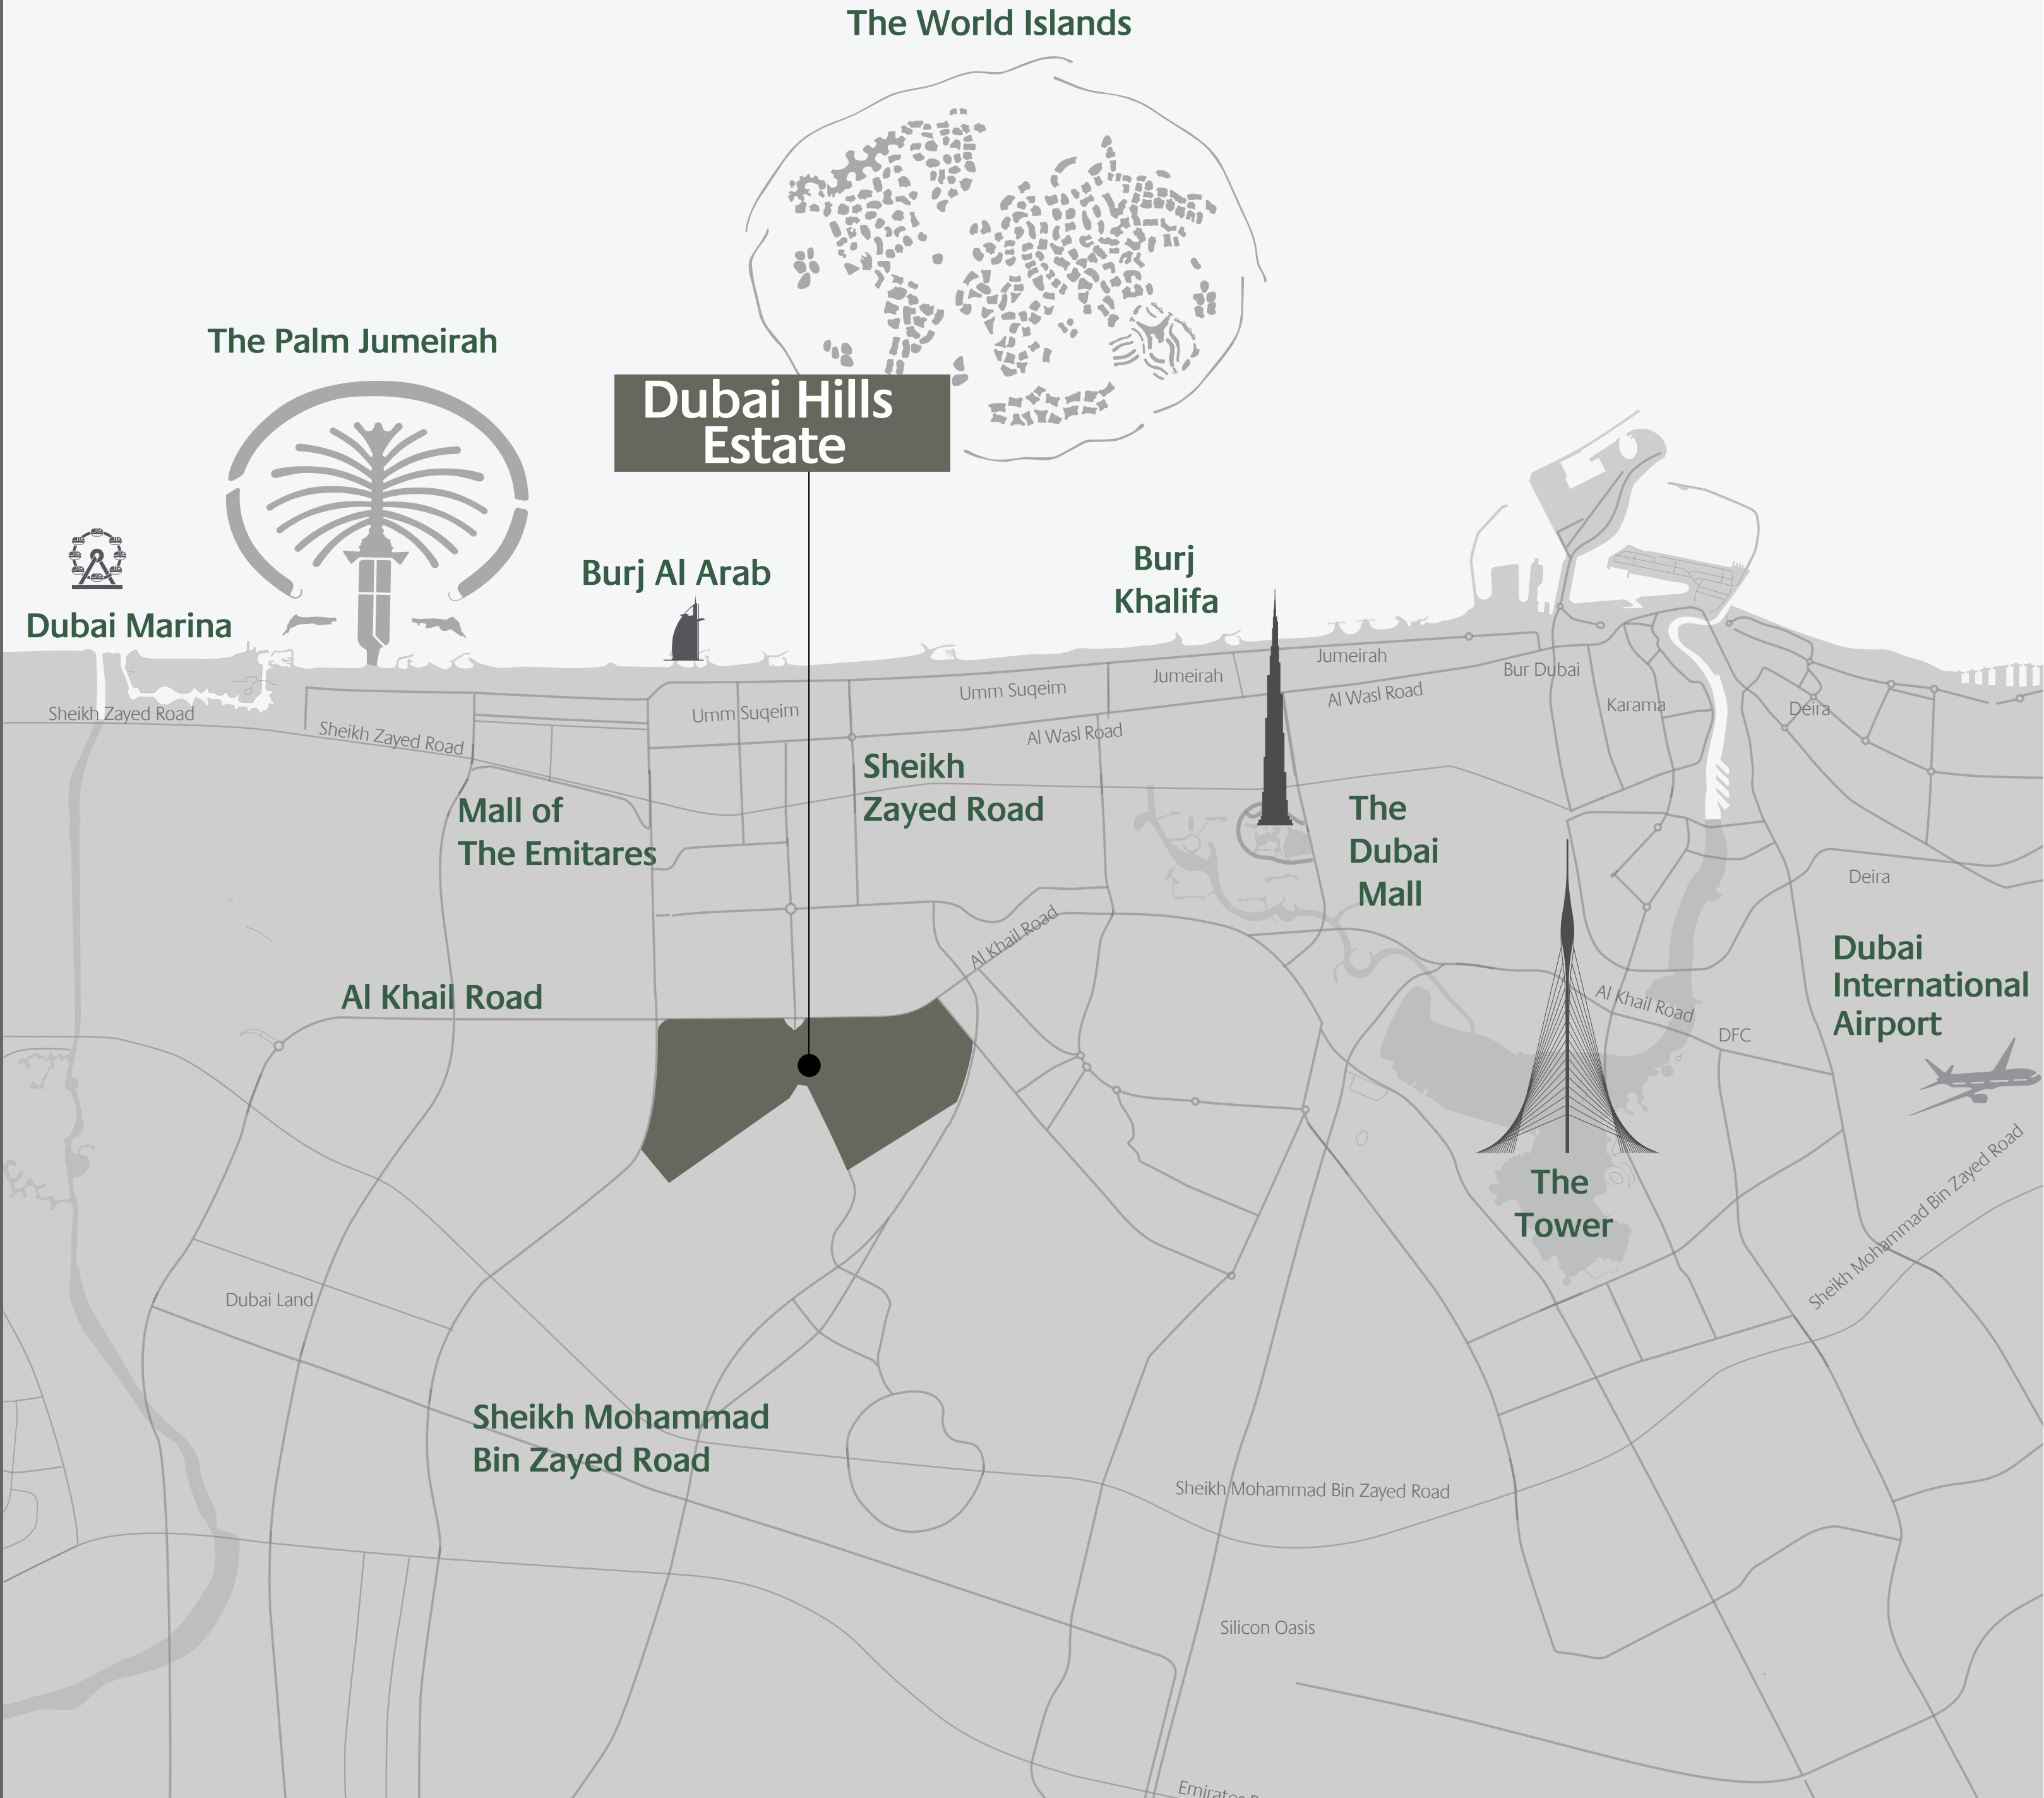 The World Islands
The Palm Jumeirah
Dubai Hills
Estate
Burj Al Arab
Burj
Khalifa
Dubai Marina
Jumeirah
Jumeirah
Bur Dubai
Umm Suqeim
Umm Suqeim
Al Wasl Road
Al Wasl Road
Karama
Deira
Sheikh Zayed Road
Sheikh Zayed Road
Sheikh
Zayed Road
Mall of
The Emitares
The
Dubai
Mall
Deira
Al Khail Road
Dubai
International
Airport
Al Khail Road
Al Khail Road
DFC
The
Tower
Sheikh Mohammad Bin Zayed Road
Dubai Land
Sheikh Mohammad
Bin Zayed Road
Sheikh Mohammad Bin Zayed Road
Silicon Oasis